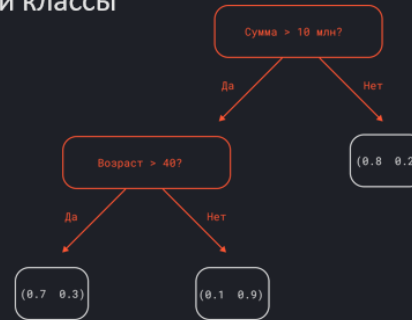 и классы
Сумма > 10 млн?
Да
Нет
Возраст > 40?
(0.8 0.2
Да
Нет
(0.7 0.3)
(0.1 0.9)